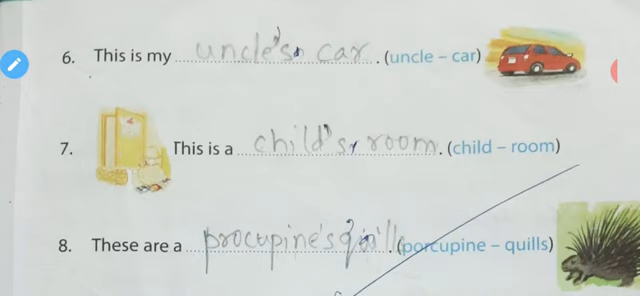 6. This is my uncle's car. (uncle – car)
7. This is a child's room. (child – room)
8. These are a procupine's quill (porcupine – quills)